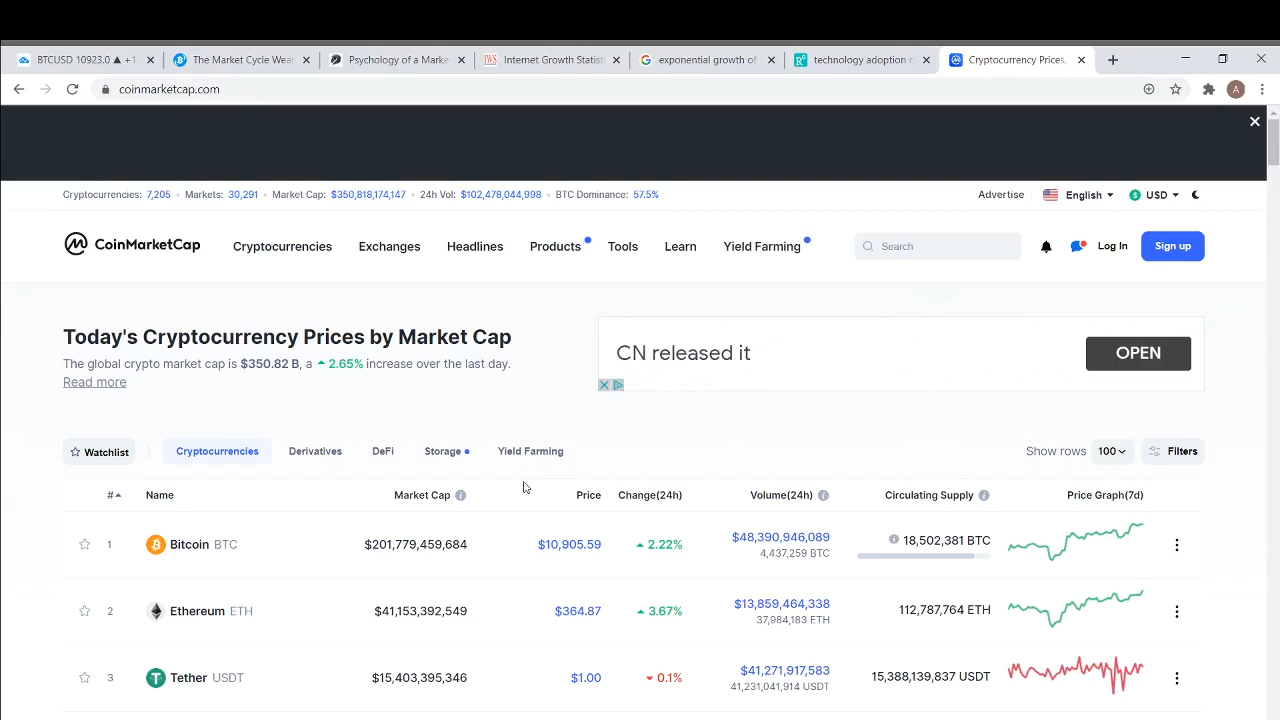 BTCUSD 10 ▲ +1
The Market - The Wea
Psychology of a Marke
IWS Internet Growth Statist
exponential growth of
technology adoption c
Cryptocurrency Prices,
coinmarketcap.com
A
Cryptocurrencies: 7,205 • Markets: 30,291 • Market Cap: $350,818,174,147 • 24h Vol: $102,478,044,998 • BTC Dominance: 57.5%
Advertise English USD
CoinMarketCap Cryptocurrencies Exchanges Headlines Products Tools Learn Yield Farming Search Log In Sign up
Today's Cryptocurrency Prices by Market Cap
The global crypto market cap is $350.82 B, a 2.65% increase over the last day.
Read more
CN released it OPEN
Watchlist Cryptocurrencies Derivatives DeFi Storage Yield Farming Show rows 100 Filters
# Name Market Cap Price Change(24h) Volume(24h) Circulating Supply Price Graph(7d)
1 Bitcoin BTC $201,779,459,684 $10,905.59 2.22% $48,390,946,089 18,502,381 BTC
4,437,259 BTC
2 Ethereum ETH $41,153,392,549 $364.87 3.67% $13,859,464,338 112,787,764 ETH
37,984,183 ETH
3 Tether USDT $15,403,395,346 $1.00 0.1% $41,271,917,583 15,388,139,837 USDT
41,231,041,914 USDT